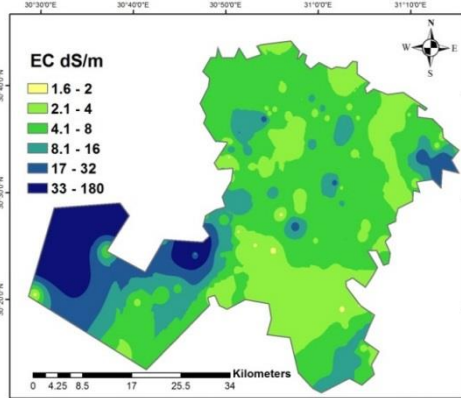 30°30'0"E 30°40'0"E 30°50'0"E 31°0'0"E 31°10'0"E
N
W E
S
EC dS/m
1.6 - 2
2.1 - 4
4.1 - 8
8.1 - 16
17 - 32
33 - 180
Kilometers
0 4.25 8.5 17 25.5 34